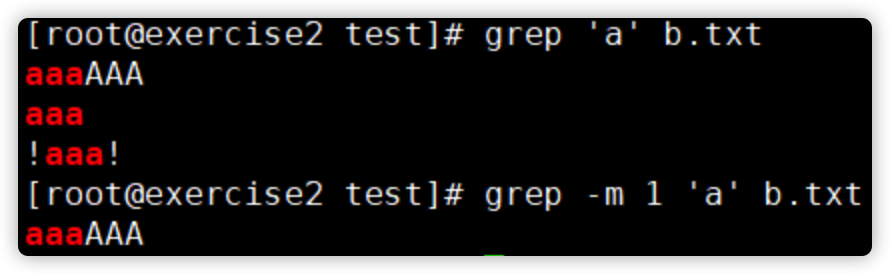 [root@exercise2 test]# grep 'a' b.txt
aaaAAA
aaa
!aaa!
[root@exercise2 test]# grep -m 1 'a' b.txt
aaaAAA